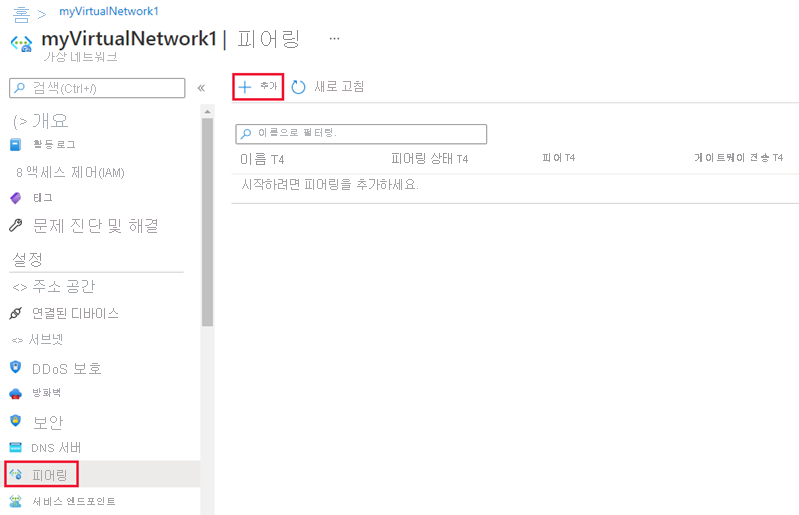 홈 > myVirtualNetwork1
myVirtualNetwork1 | 피어링 ...
가상 네트워크
검색(Ctrl+/) «
+ 추가 새로 고침
(> 개요
활동 로그
8 액세스 제어(IAM)
태그
문제 진단 및 해결
설정
<> 주소 공간
연결된 디바이스
<> 서브넷
DDoS 보호
방화벽
보안
DNS 서버
피어링
서비스 엔드포인트
이름으로 필터링.
이름 T4 피어링 상태 T4 피어 T4 게이트웨이 전송 T4
시작하려면 피어링을 추가하세요.